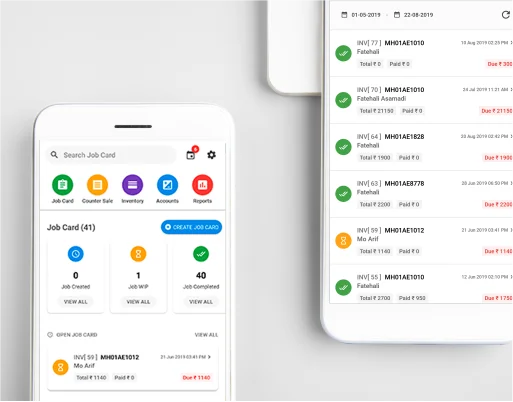 Search Job Card
Job Card
Counter Sale
Inventory
Accounts
Reports
Job Card (41)
CREATE JOB CARD
0
Job Created
VIEW ALL
1
Job WIP
VIEW ALL
40
Job Completed
VIEW ALL
OPEN JOB CARD
VIEW ALL
INV[ 59 ] MH01AE1012
21 Jun 2019 03:41 PM
Mo Arif
Total ₹ 1140
Paid ₹ 0
Due ₹ 1140
01-05-2019 - 22-08-2019
INV[ 77 ] MH01AE1010
10 Aug 2019 02:25 PM
Fatehali
Total ₹ 0
Paid ₹ 0
Due ₹ 300
INV[ 70 ] MH01AE1010
24 Jul 2019 11:21 AM
Fatehali Asamadi
Total ₹ 21150
Paid ₹ 0
Due ₹ 21150
INV[ 64 ] MH01AE1828
20 Aug 2019 02:42 PM
Fatehali
Total ₹ 1900
Paid ₹ 0
Due ₹ 1900
INV[ 63 ] MH01AE8778
28 Jun 2019 06:50 PM
Fatehali
Total ₹ 2200
Paid ₹ 0
Due ₹ 2200
INV[ 59 ] MH01AE1012
21 Jun 2019 03:41 PM
Mo Arif
Total ₹ 1140
Paid ₹ 0
Due ₹ 1140
INV[ 55 ] MH01AE1010
12 Jun 2019 02:10 PM
Fatehali
Total ₹ 2700
Paid ₹ 950
Due ₹ 1750